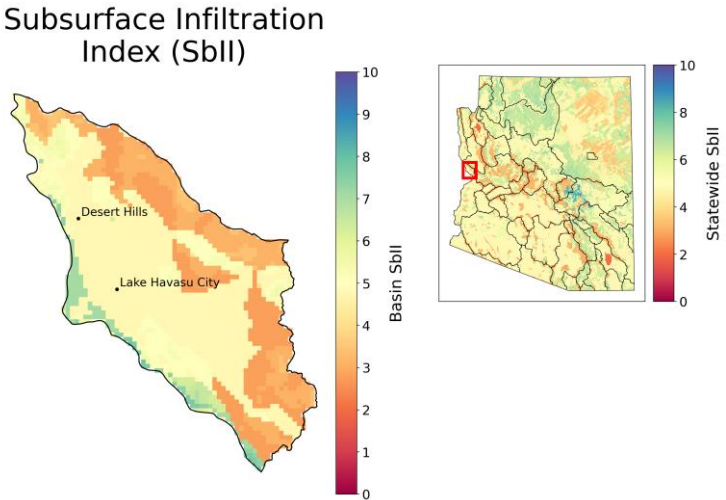 Subsurface Infiltration
Index (SbII)
Desert Hills
Lake Havasu City
10
9
8
7
6
5
4
3
2
1
0
Basin SbII
10
8
6
4
2
0
Statewide SbII